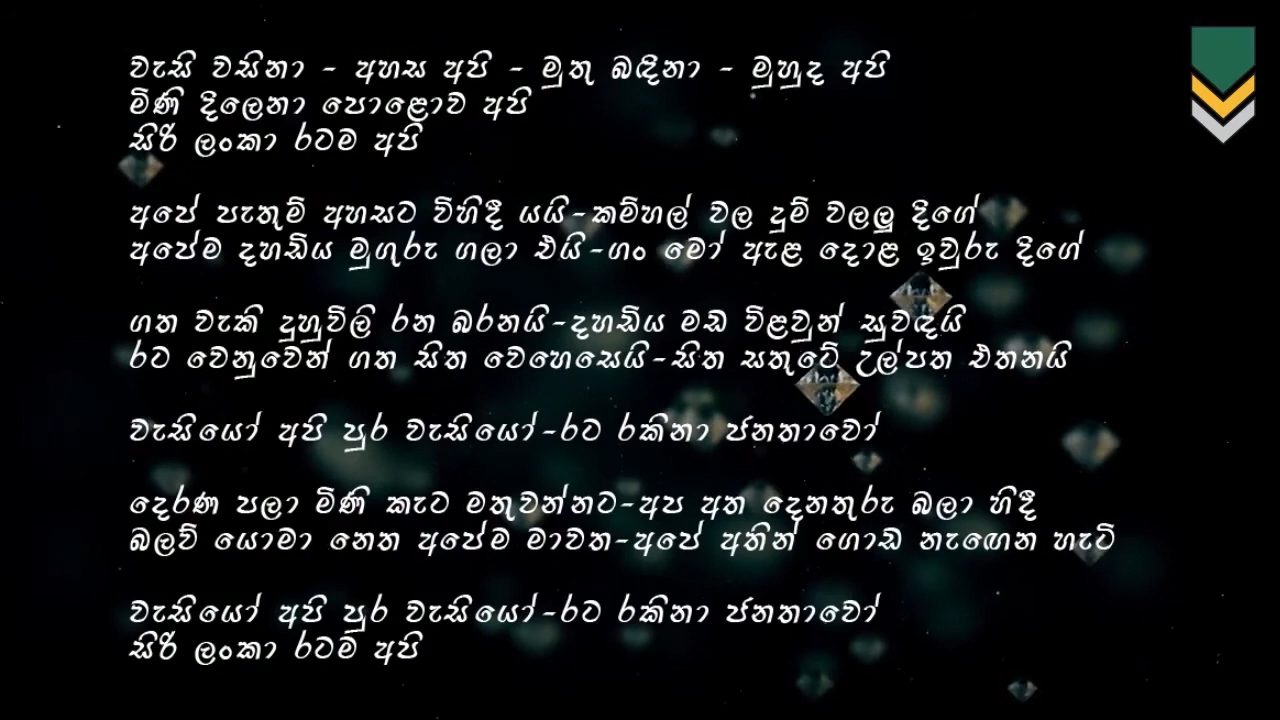 වැසි වසිනා - අහස අපි - මුතු බඳිනා - මුහුද අපි
මිණි දිලෙනා පොළොව අපි
සිරි ලංකා රටම අපි
අපේ පැතුම් අහසට විහිදී යයි-කම්හල් වල දුම් වලලු දිගේ
අපේම දහඩිය මුගුරු ගලා එයි-ගං මෝ ඇළ දොළ ඉවුරු දිගේ
ගත වැකි දුහුවිලි රන බරනයි-දහඩිය මඩ විළවුන් සුවඳයි
රට වෙනුවෙන් ගත සිත වෙහෙසෙයි-සිත සතුටේ උල්පත එතනයි
වැසියෝ අපි පුර වැසියෝ-රට රකිනා ජනතාවෝ
දෙරණ පලා මිණි කැට මතුවන්නට-අප අත දෙනතුරු බලා හිඳී
බලව් යොමා නෙත අපේම මාවත-අපේ අතින් ගොඩ නැඟෙන හැටි
වැසියෝ අපි පුර වැසියෝ-රට රකිනා ජනතාවෝ
සිරි ලංකා රටම අපි